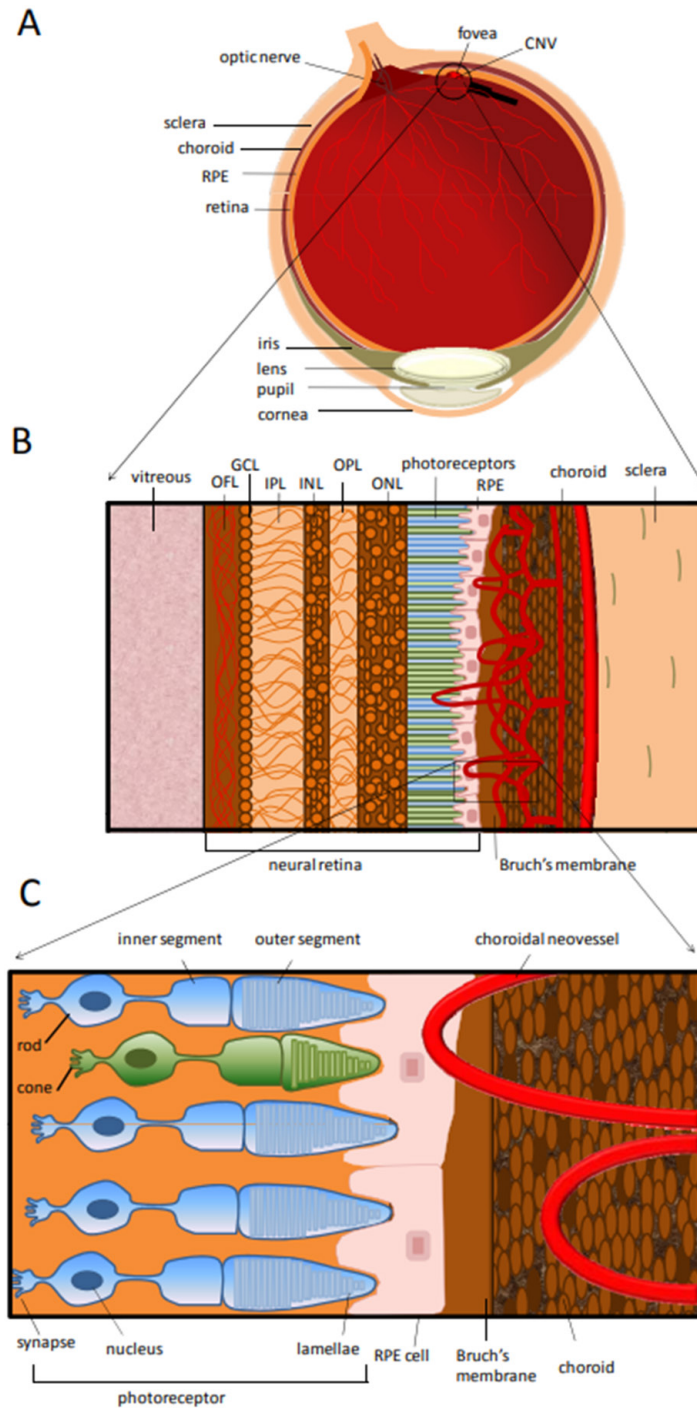 A
fovea
CNV
optic nerve
sclera
choroid
RPE
retina
iris
lens
pupil
cornea
B
vitreous
OFL
GCL
IPL
INL
OPL
ONL
photoreceptors
RPE
choroid
sclera
neural retina
Bruch's membrane
C
inner segment
outer segment
choroidal neovessel
rod
cone
synapse
nucleus
lamellae
RPE cell
Bruch's
membrane
choroid
photoreceptor